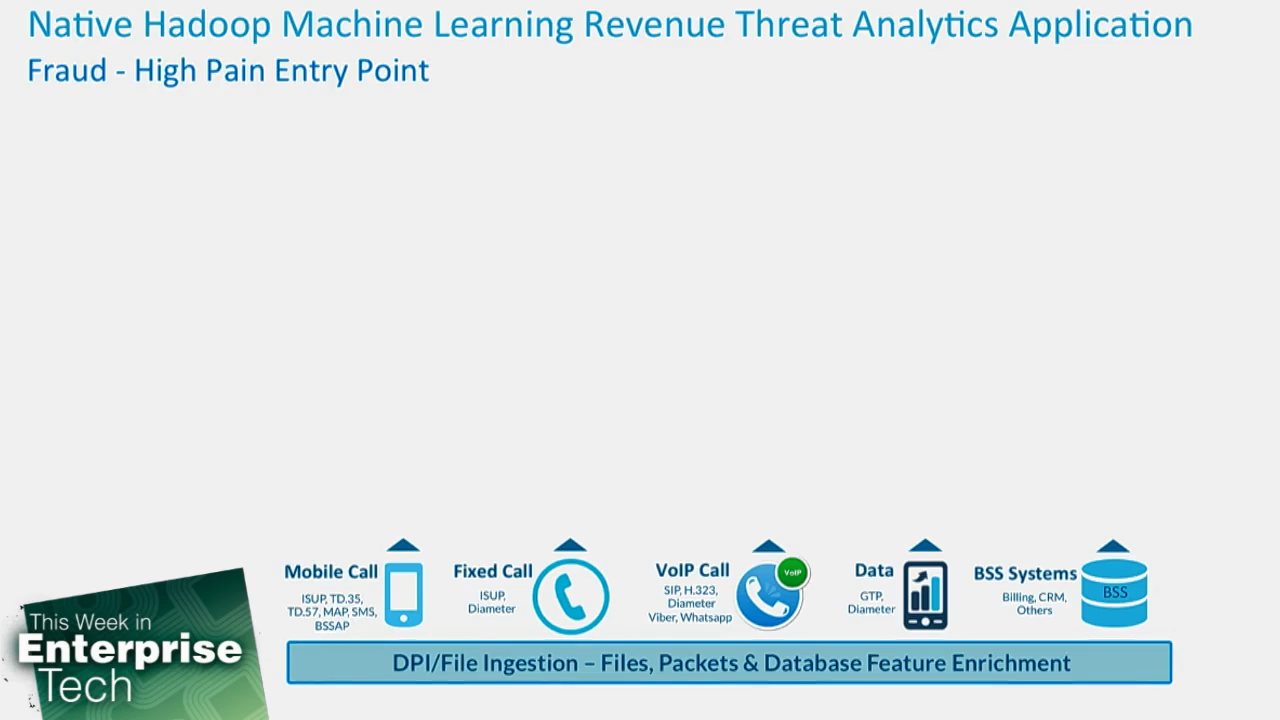 Native Hadoop Machine Learning Revenue Threat Analytics Application
Fraud - High Pain Entry Point
Mobile Call
ISUP, TD.35,
TD.57, MAP, SMS,
BSSAP
Fixed Call
ISUP,
Diameter
VoIP Call
SIP, H.323,
Diameter
Viber, Whatsapp
VoIP
Data
GTP,
Diameter
BSS Systems
Billing, CRM,
Others
BSS
DPI/File Ingestion – Files, Packets & Database Feature Enrichment
This Week in
Enterprise
Tech